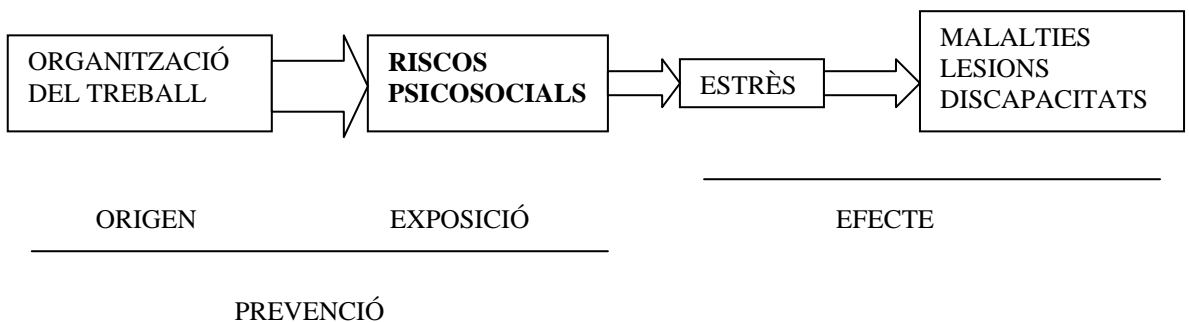 ORGANITZACIÓ
DEL TREBALL
RISCOS
PSICOSOCIALS
ESTRÈS
MALALTIES
LESIONS
DISCAPACITATS
ORIGEN
EXPOSICIÓ
EFECTE
PREVENCIÓ